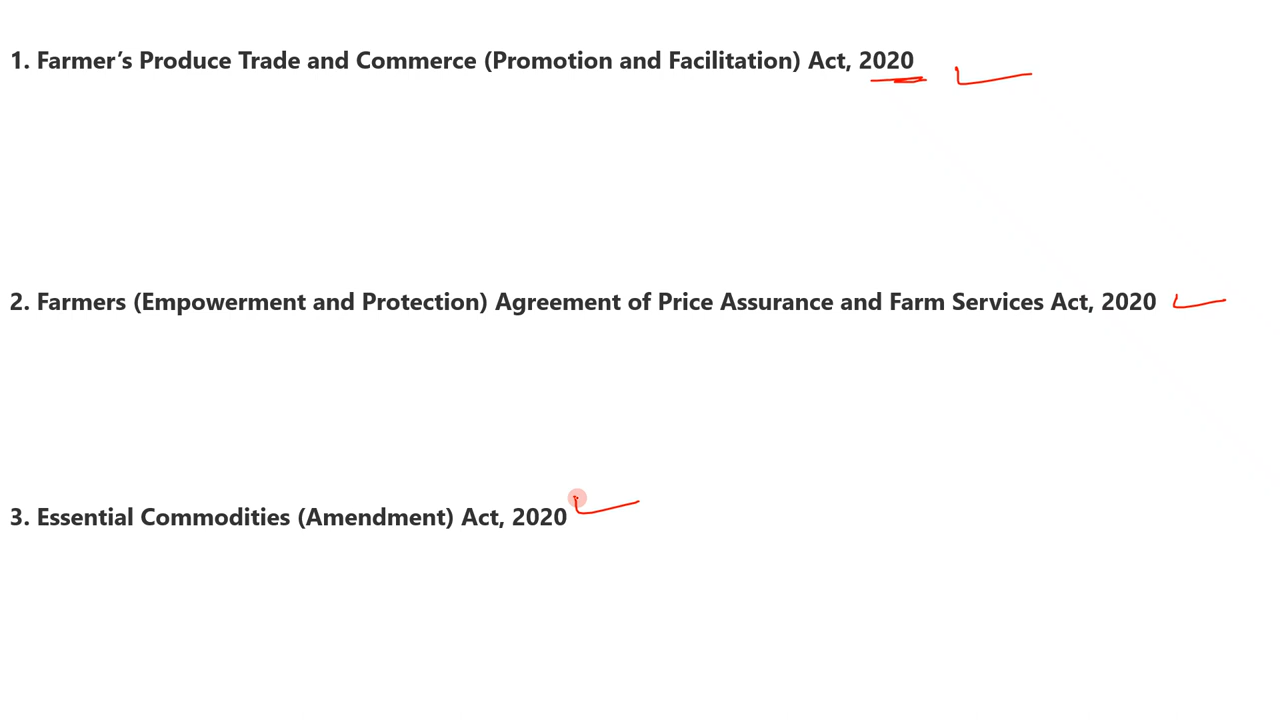 1. Farmer’s Produce Trade and Commerce (Promotion and Facilitation) Act, 2020
2. Farmers (Empowerment and Protection) Agreement of Price Assurance and Farm Services Act, 2020
3. Essential Commodities (Amendment) Act, 2020